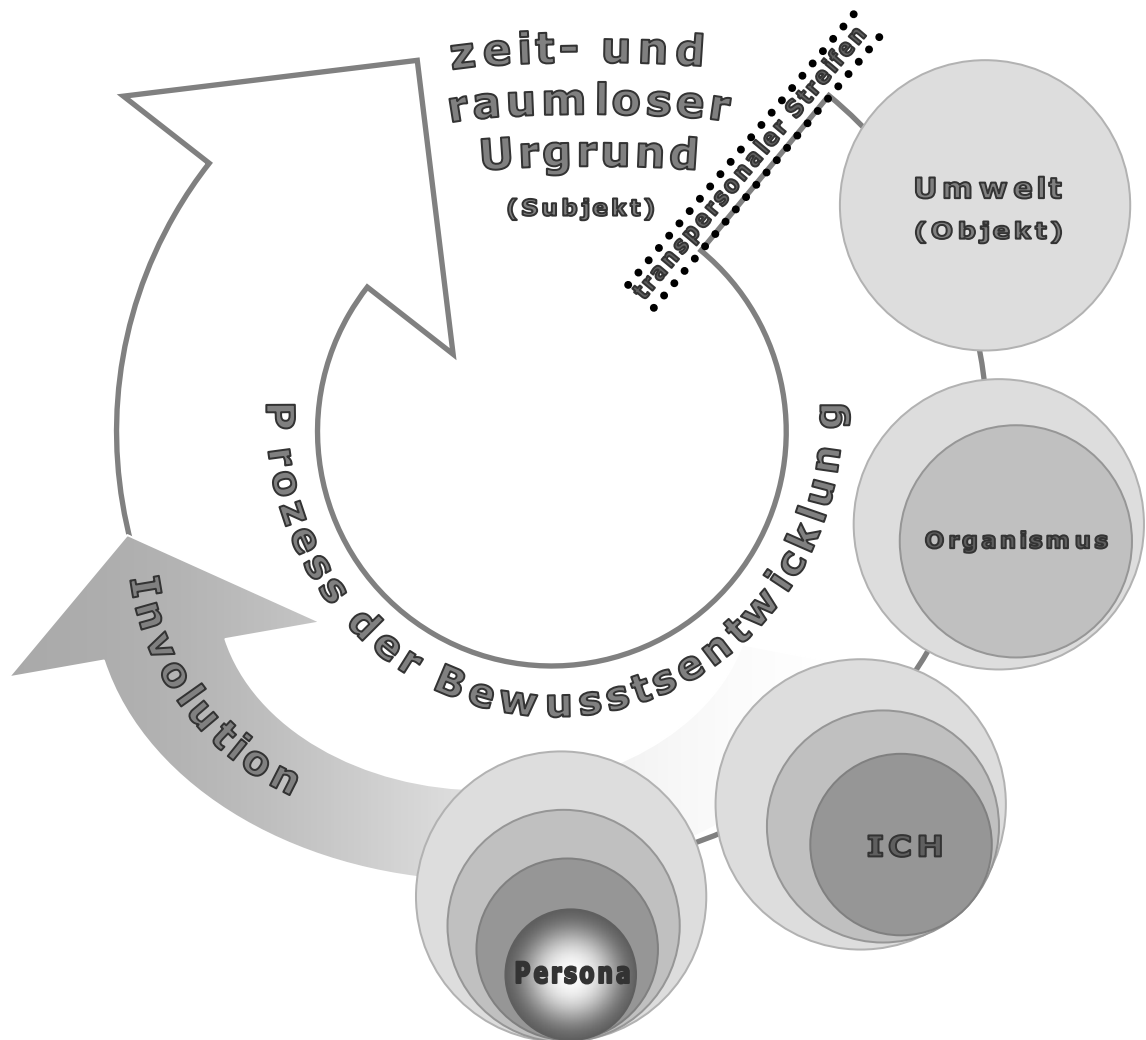 zeit- und
raumloser
Urgrund
(Subjekt)
transpersonaler Streifen
Umwelt
(Objekt)
Organismus
ICH
Persona
Involution
Prozess der Bewusstsentwicklung